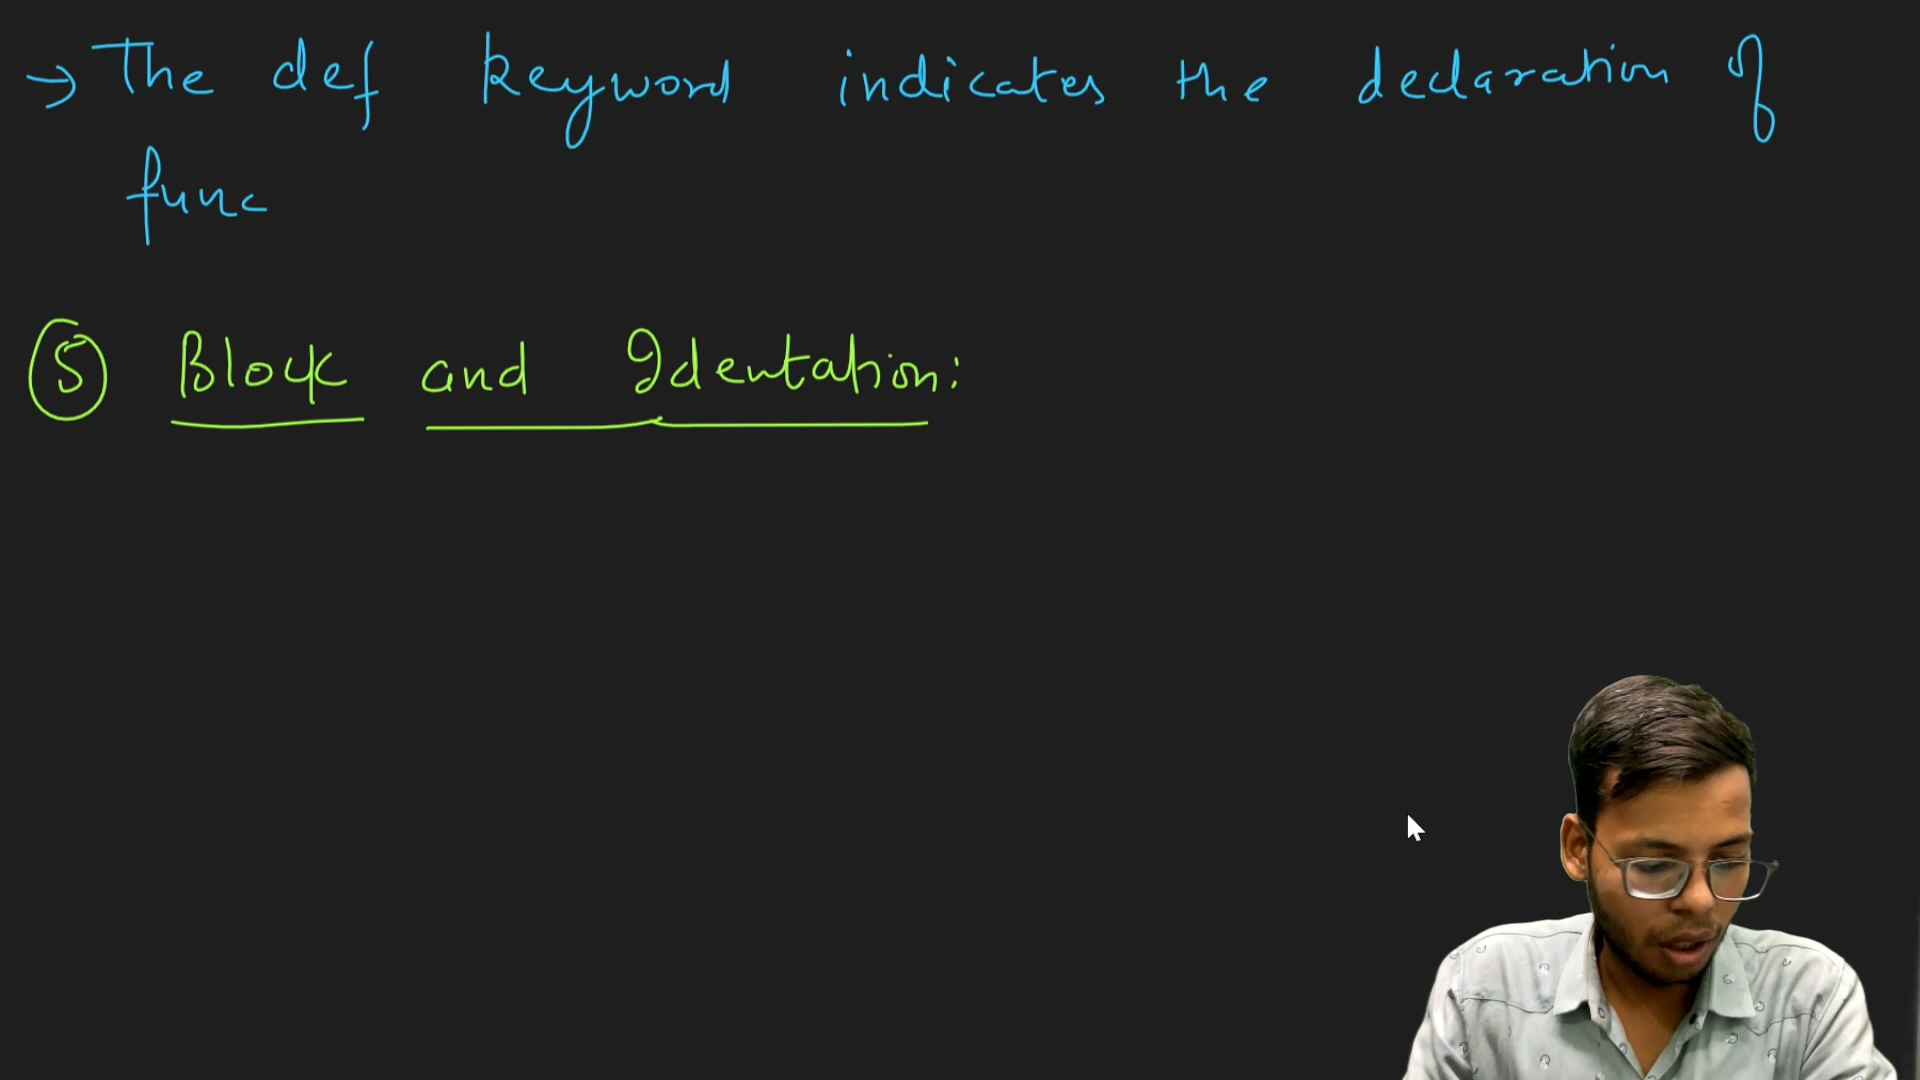 → The def keyword indicates the declaration of
func
⑤ Block and Identation: